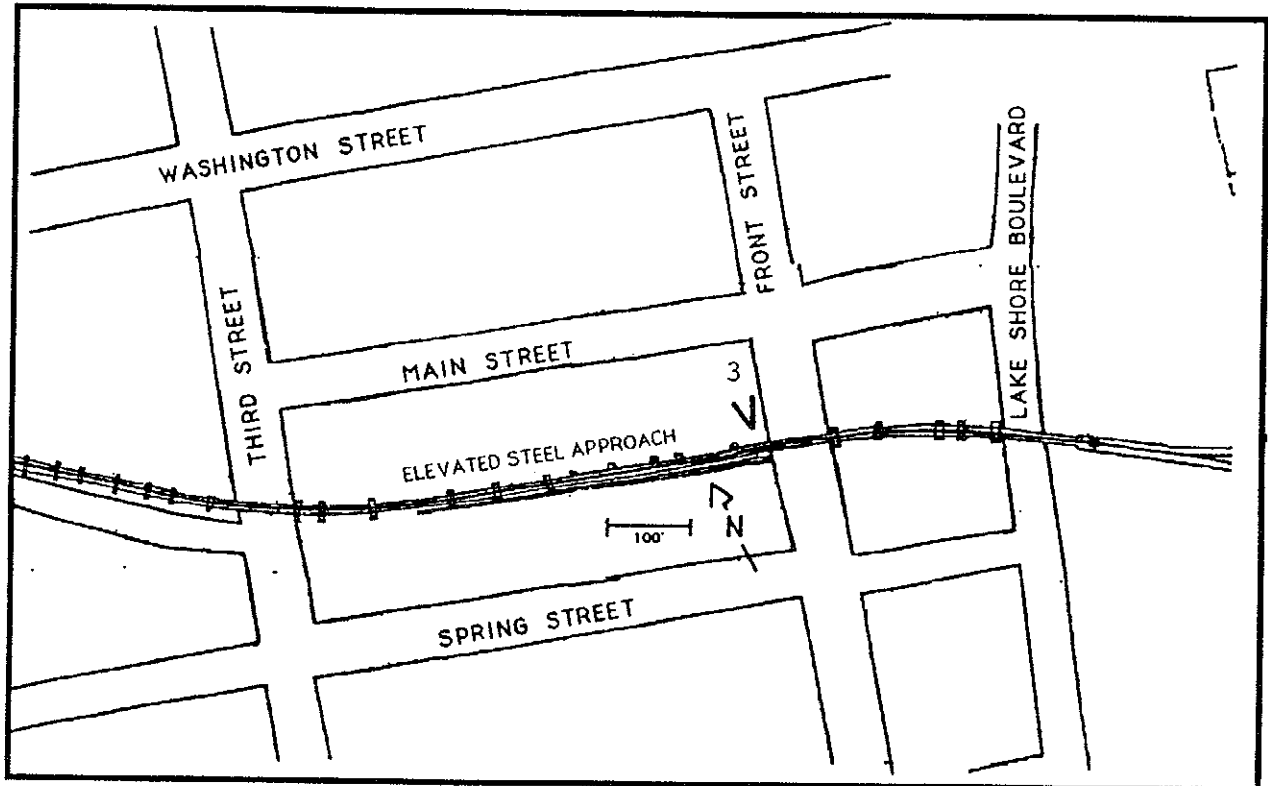 WASHINGTON STREET
FRONT STREET
LAKE SHORE BOULEVARD
THIRD STREET
MAIN STREET
3
ELEVATED STEEL APPROACH
100'
N
SPRING STREET